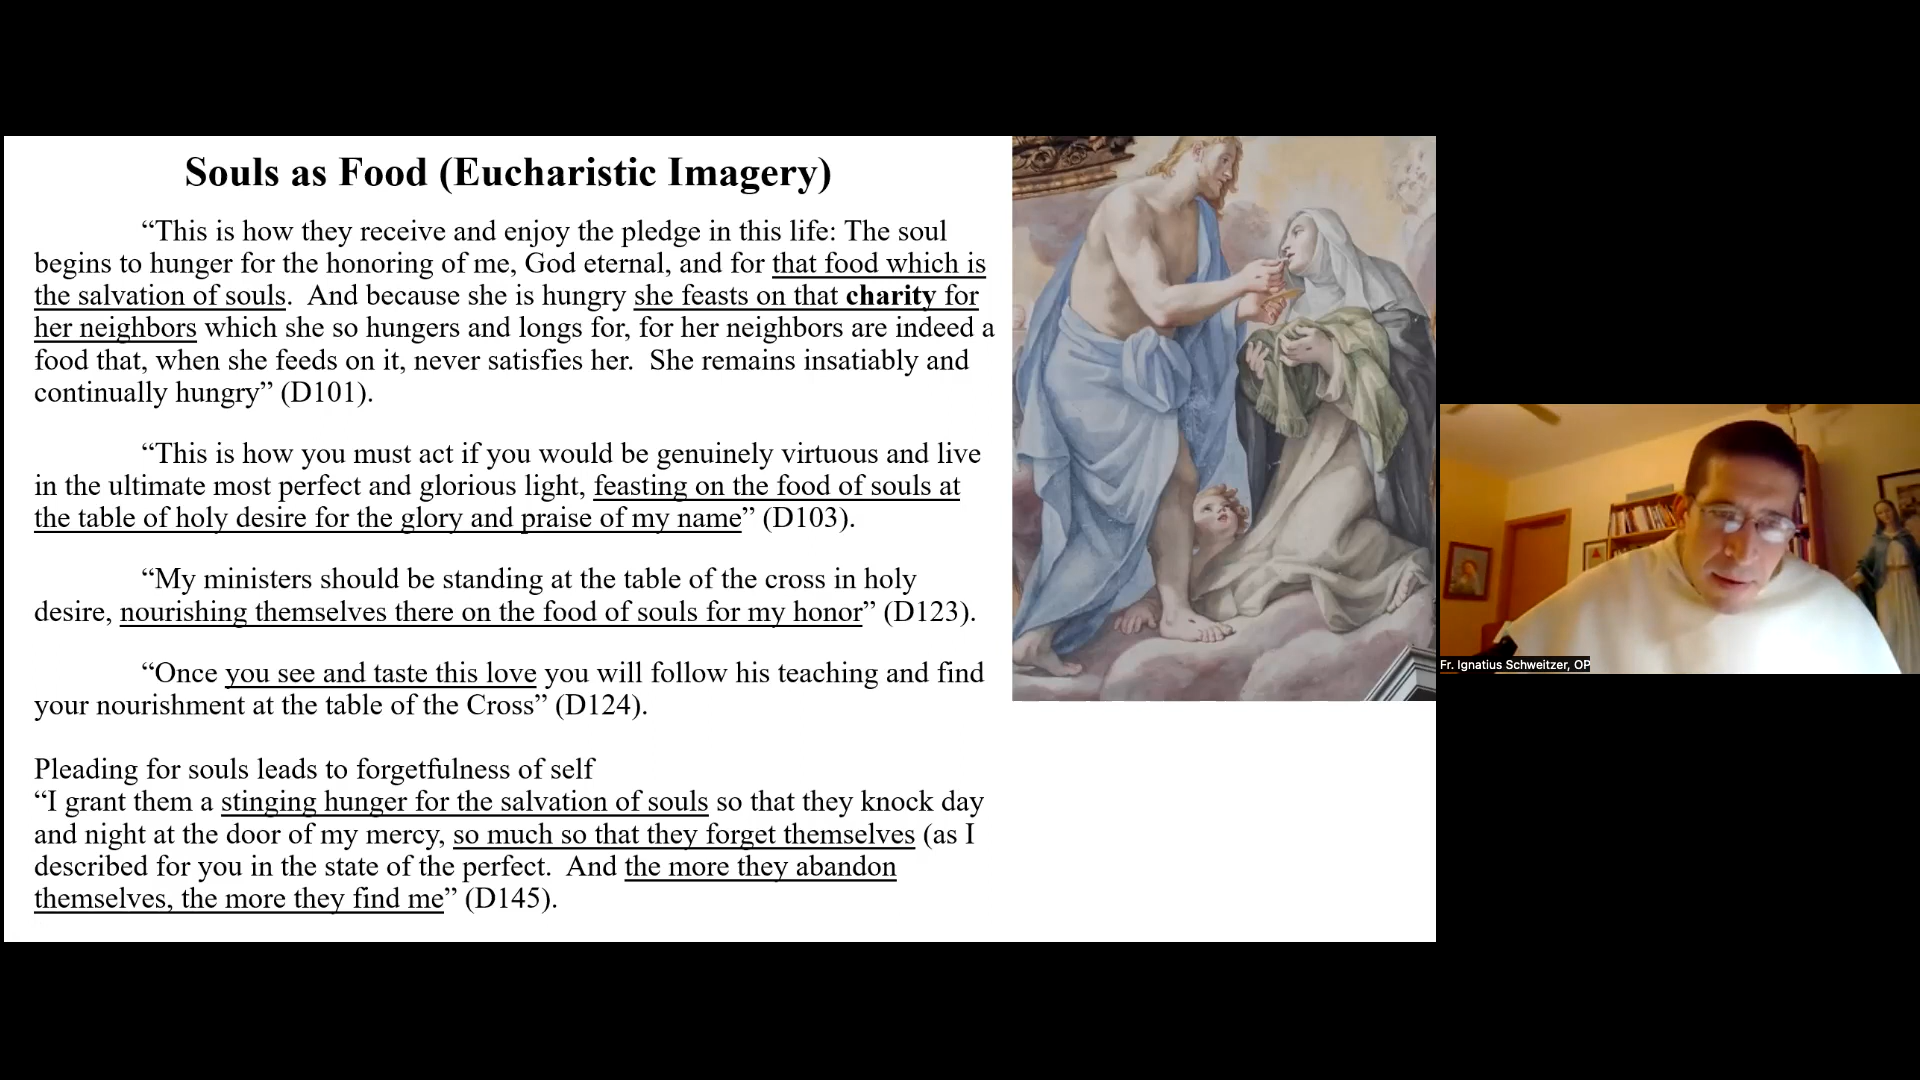 Souls as Food (Eucharistic Imagery)
“This is how they receive and enjoy the pledge in this life: The soul
begins to hunger for the honoring of me, God eternal, and for that food which is
the salvation of souls.  And because she is hungry she feasts on that charity for
her neighbors which she so hungers and longs for, for her neighbors are indeed a
food that, when she feeds on it, never satisfies her.  She remains insatiably and
continually hungry” (D101).
“This is how you must act if you would be genuinely virtuous and live
in the ultimate most perfect and glorious light, feasting on the food of souls at
the table of holy desire for the glory and praise of my name” (D103).
“My ministers should be standing at the table of the cross in holy
desire, nourishing themselves there on the food of souls for my honor” (D123).
“Once you see and taste this love you will follow his teaching and find
your nourishment at the table of the Cross” (D124).
Pleading for souls leads to forgetfulness of self
“I grant them a stinging hunger for the salvation of souls so that they knock day
and night at the door of my mercy, so much so that they forget themselves (as I
described for you in the state of the perfect.  And the more they abandon
themselves, the more they find me” (D145).
Fr. Ignatius Schweitzer, OP